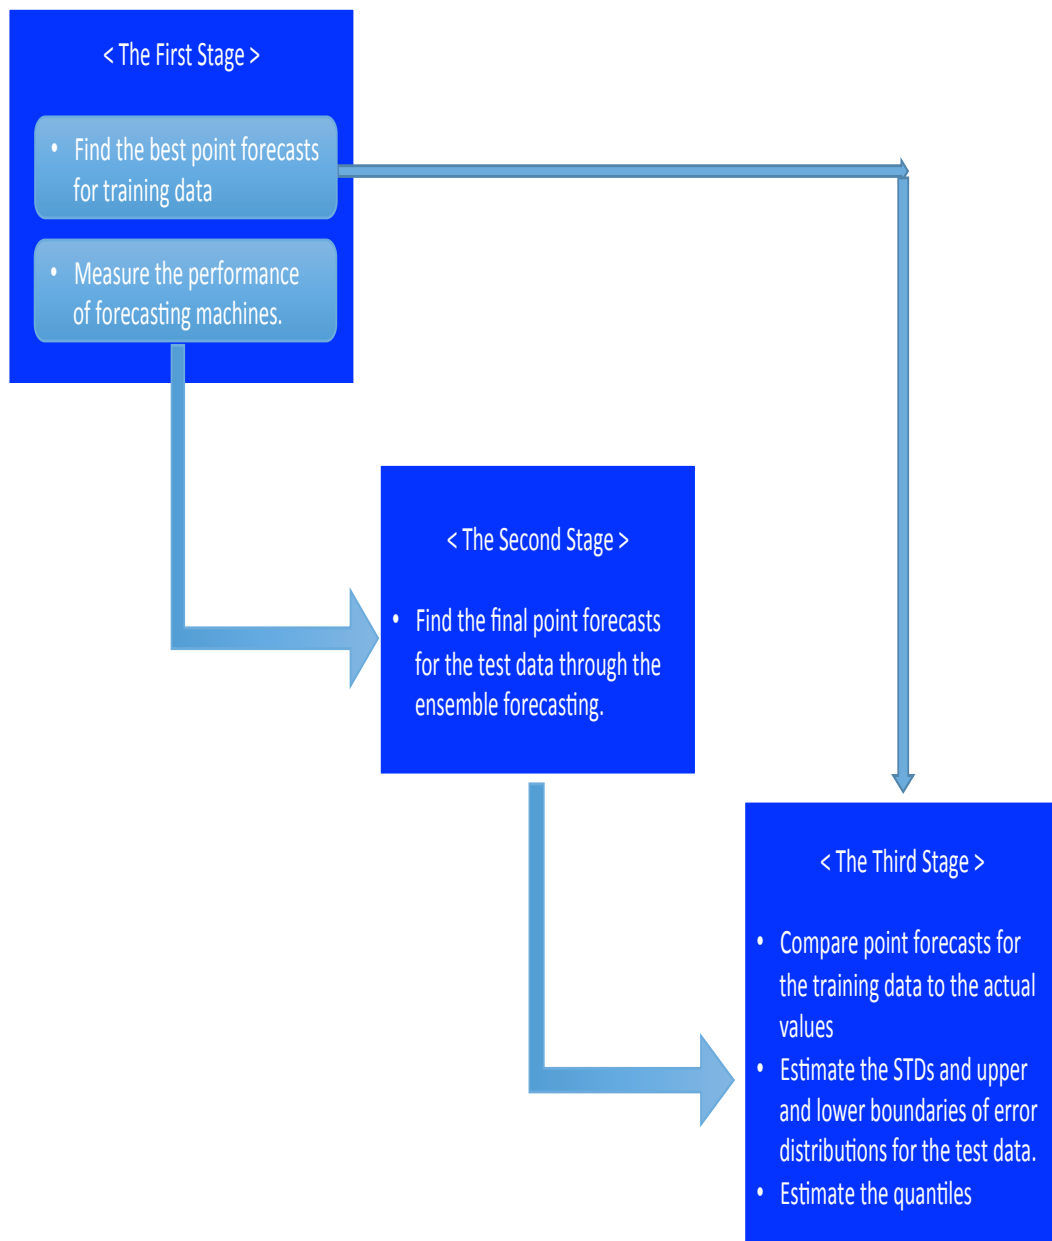 < The First Stage >
• Find the best point forecasts
for training data
• Measure the performance
of forecasting machines.
< The Second Stage >
• Find the final point forecasts
for the test data through the
ensemble forecasting.
< The Third Stage >
• Compare point forecasts for
the training data to the actual
values
• Estimate the STDs and upper
and lower boundaries of error
distributions for the test data.
• Estimate the quantiles